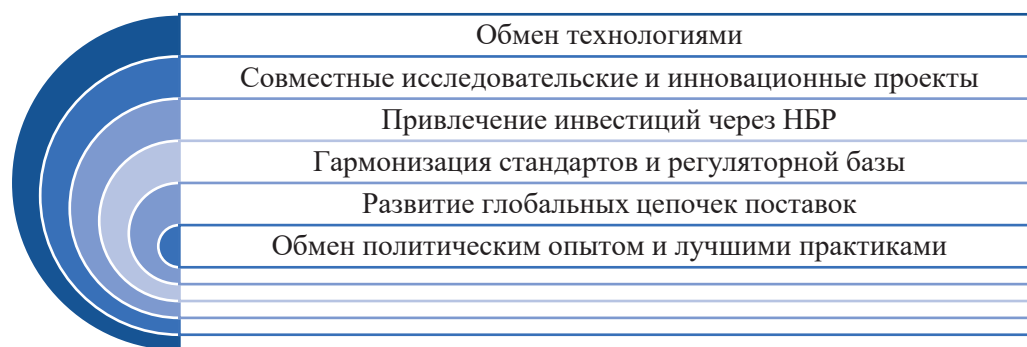 Обмен технологиями
Совместные исследовательские и инновационные проекты
Привлечение инвестиций через НБР
Гармонизация стандартов и регуляторной базы
Развитие глобальных цепочек поставок
Обмен политическим опытом и лучшими практиками